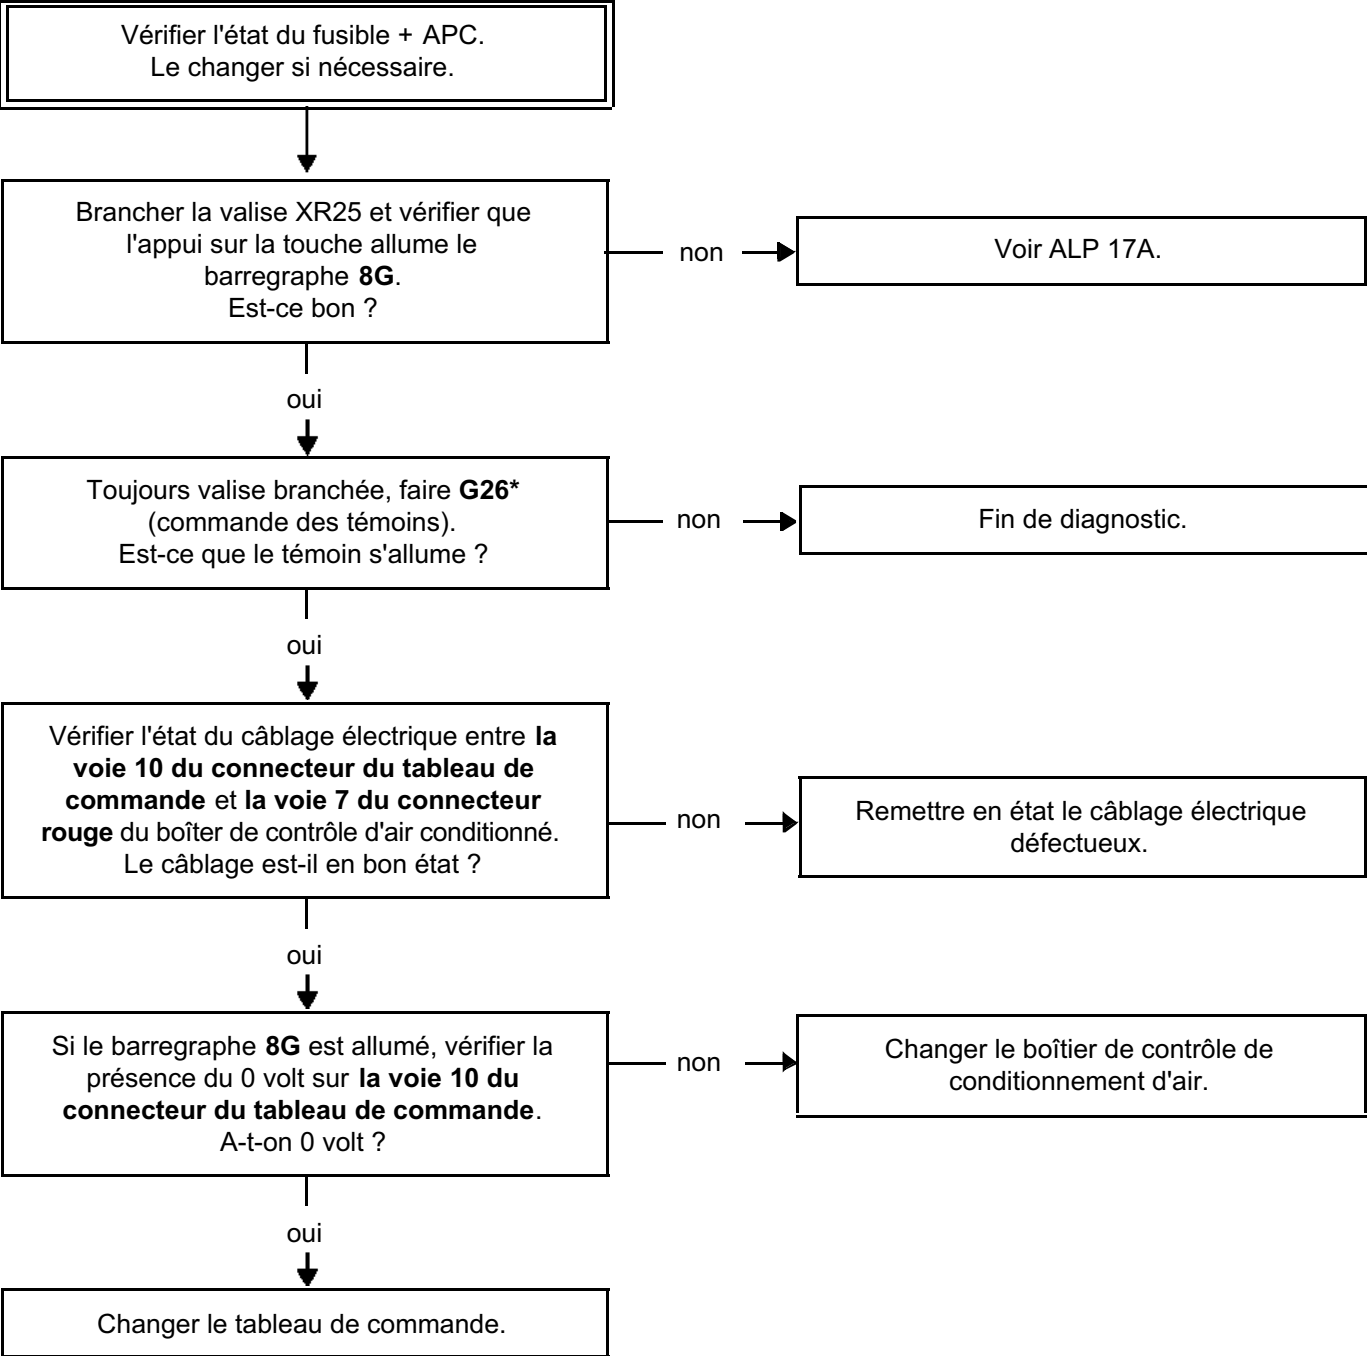 Vérifier l'état du fusible + APC.
Le changer si nécessaire.
Brancher la valise XR25 et vérifier que
l'appui sur la touche allume le
barregraphe 8G.
Est-ce bon ?
non
Voir ALP 17A.
oui
Toujours valise branchée, faire G26*
(commande des témoins).
Est-ce que le témoin s'allume ?
non
Fin de diagnostic.
oui
Vérifier l'état du câblage électrique entre la
voie 10 du connecteur du tableau de
commande et la voie 7 du connecteur
rouge du boîter de contrôle d'air conditionné.
Le câblage est-il en bon état ?
non
Remettre en état le câblage électrique
défectueux.
oui
Si le barregraphe 8G est allumé, vérifier la
présence du 0 volt sur la voie 10 du
connecteur du tableau de commande.
A-t-on 0 volt ?
non
Changer le boîtier de contrôle de
conditionnement d'air.
oui
Changer le tableau de commande.